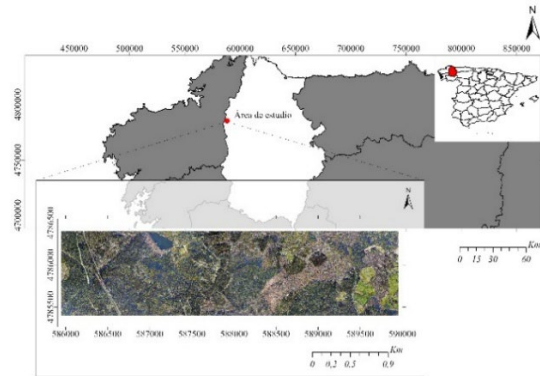 N
450000 500000 550000 600000 650000 700000 750000 800000 850000
4800000
4750000
4700000
Área de estudio
N
4786500
4786000
4785500
586000 586500 587000 587500 588000 588500 589000 589500 590000
Km
0 15 30 60
Km
0 0,2 0,5 0,9